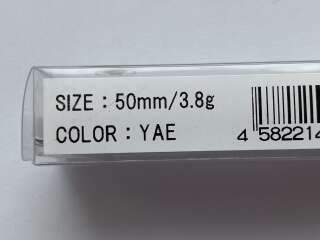 SIZE : 50mm/3.8g
COLOR : YAE
4 582214